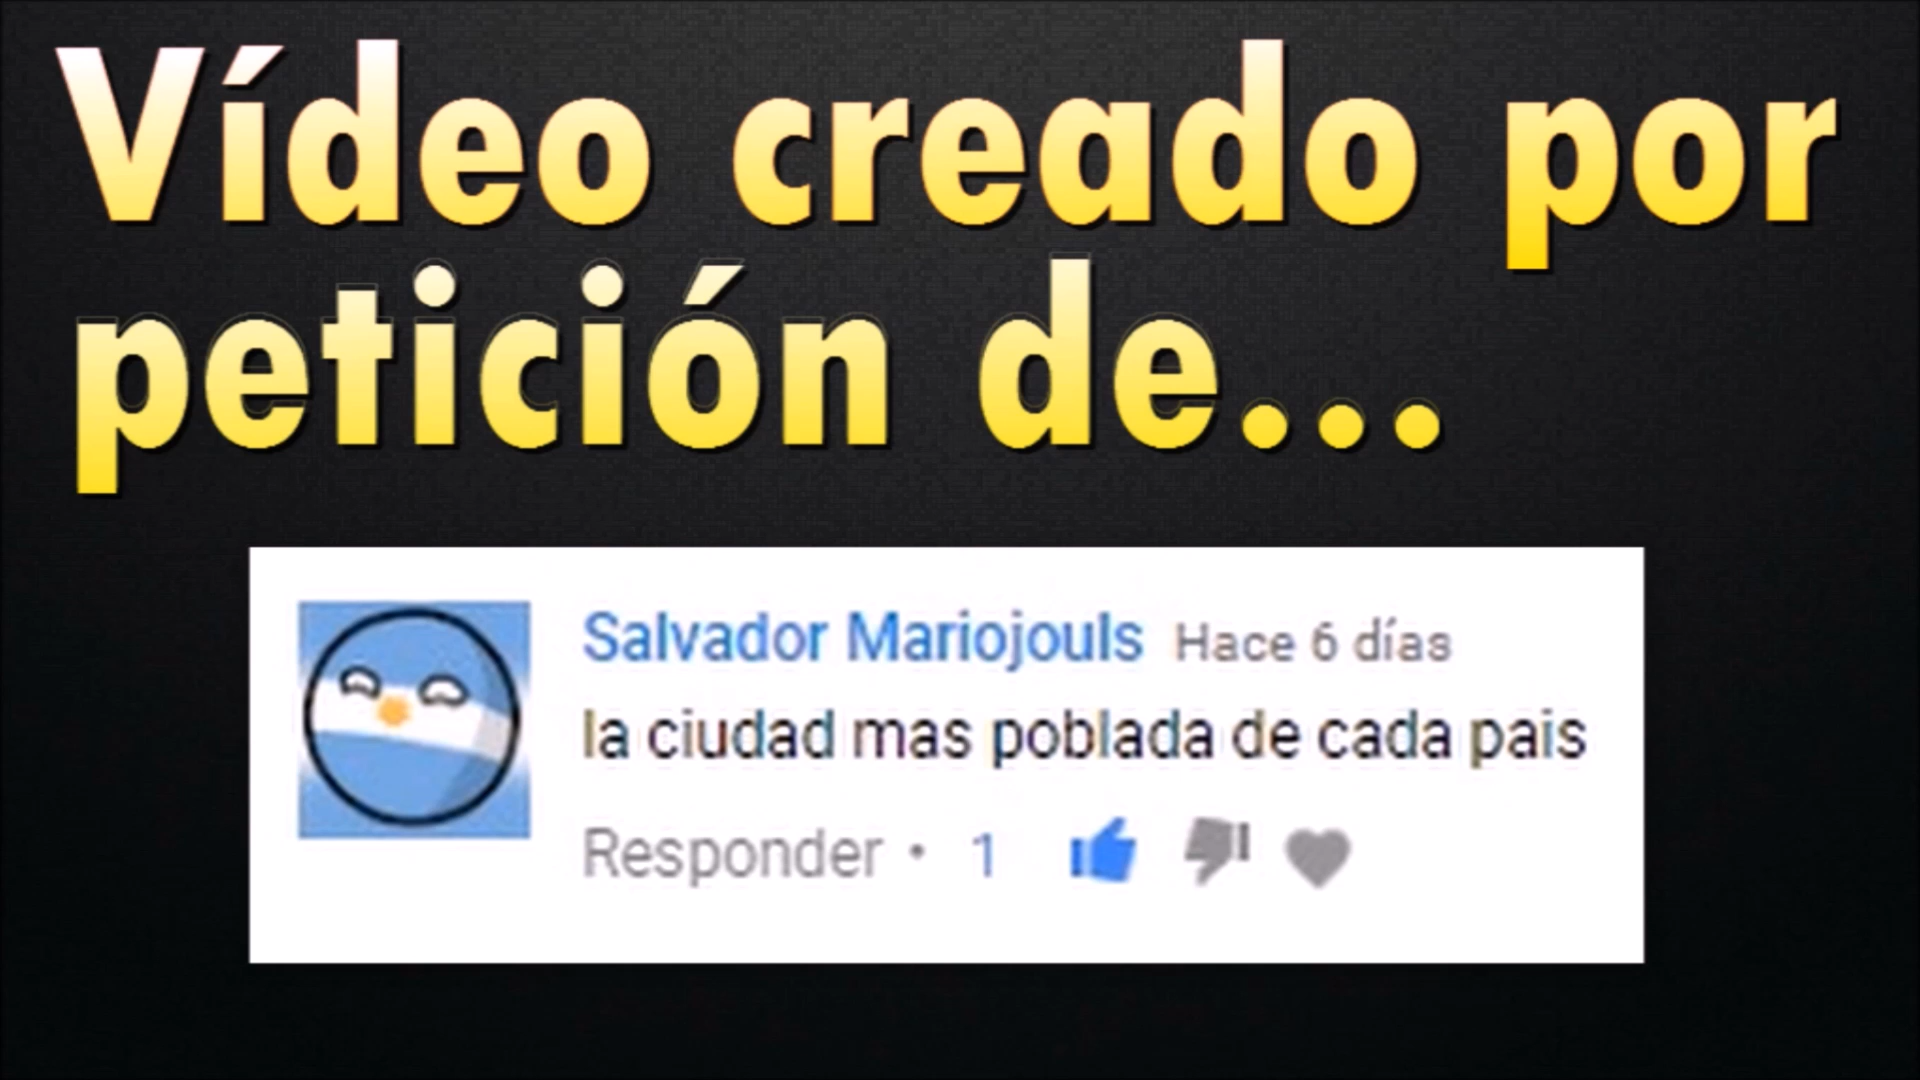 Vídeo creado por
petición de...
Salvador Mariojouls Hace 6 días
la ciudad mas poblada de cada pais
Responder • 1